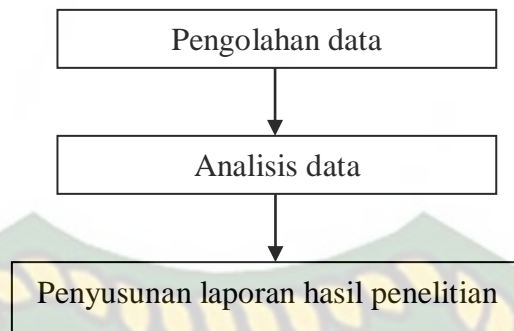 Pengolahan data
Analisis data
Penyusunan laporan hasil penelitian